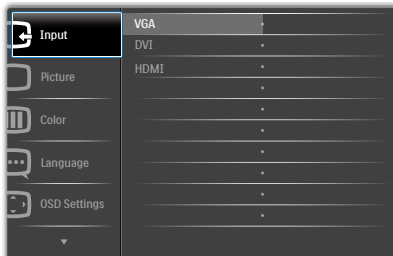 Input
Picture
Color
Language
OSD Settings
VGA
DVI
HDMI